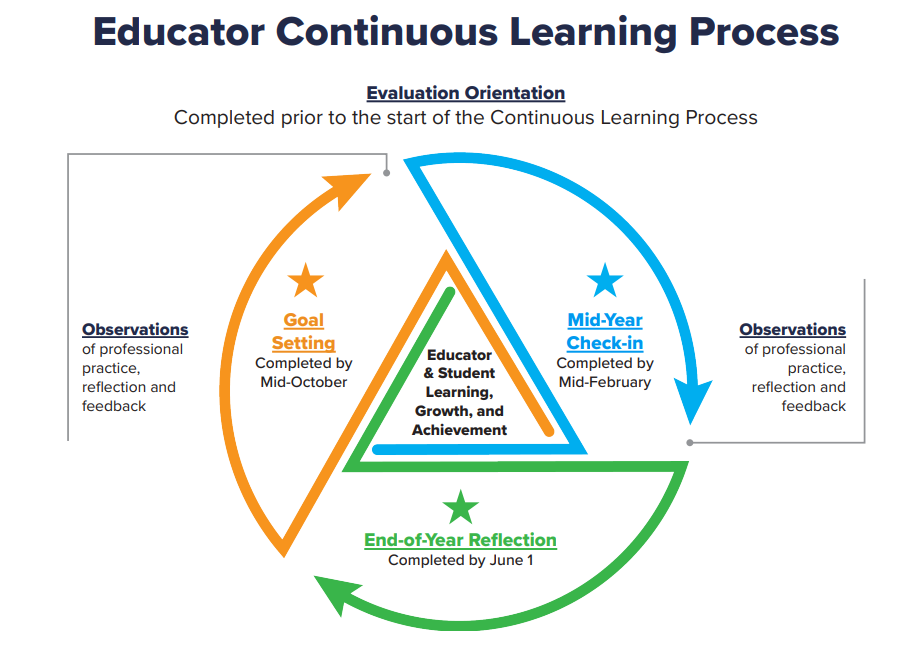 Educator Continuous Learning Process
Evaluation Orientation
Completed prior to the start of the Continuous Learning Process
Observations
of professional
practice,
reflection and
feedback
Goal
Setting
Completed by
Mid-October
Educator
& Student
Learning,
Growth, and
Achievement
Mid-Year
Check-in
Completed by
Mid-February
Observations
of professional
practice,
reflection and
feedback
End-of-Year Reflection
Completed by June 1